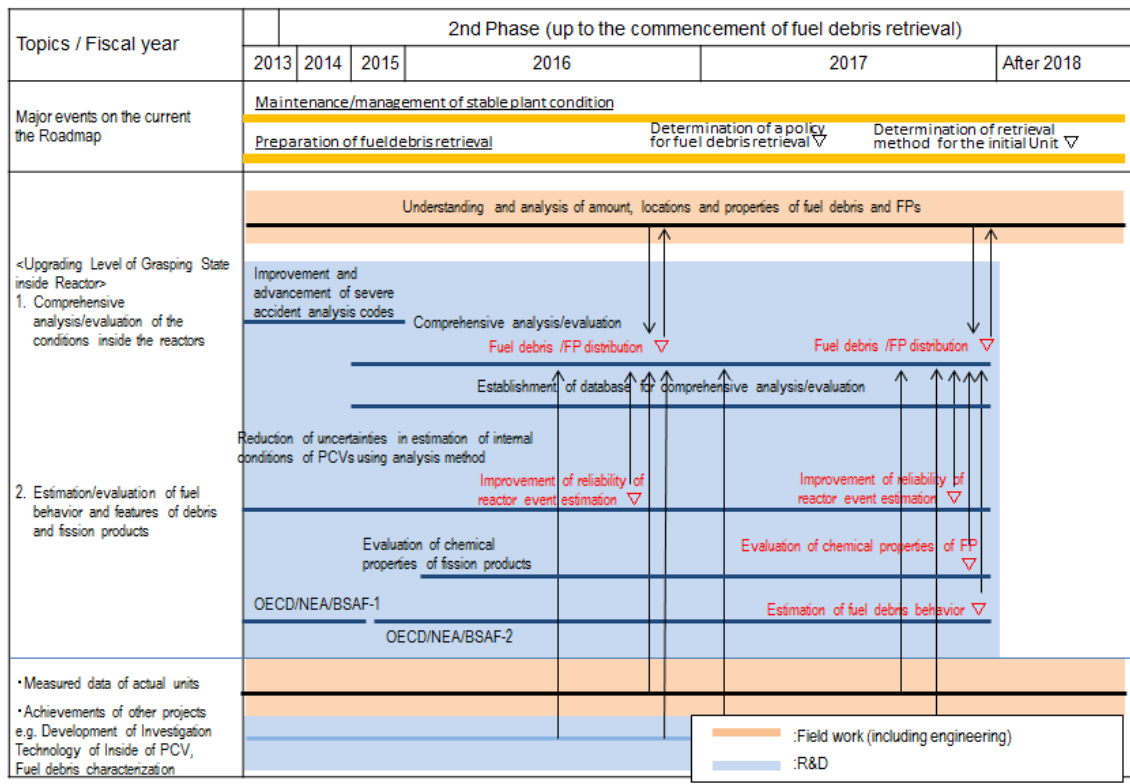 Topics / Fiscal year
2nd Phase (up to the commencement of fuel debris retrieval)
2013
2014
2015
2016
2017
After 2018
Major events on the current
the Roadmap
Maintenance/management of stable plant condition
Preparation of fuel debris retrieval
Determination of a policy
for fuel debris retrieval ▽
Determination of retrieval
method for the initial Unit ▽
Understanding and analysis of amount, locations and properties of fuel debris and FPs
<Upgrading Level of Grasping State
inside Reactor>
1. Comprehensive
analysis/evaluation of the
conditions inside the reactors
Improvement and
advancement of severe
accident analysis codes
Comprehensive analysis/evaluation
Fuel debris /FP distribution ▽
Fuel debris /FP distribution ▽
Establishment of database for comprehensive analysis/evaluation
Reduction of uncertainties in estimation of internal
conditions of PCVs using analysis method
2. Estimation/evaluation of fuel
behavior and features of debris
and fission products
Improvement of reliability of
reactor event estimation ▽
Improvement of reliability of
reactor event estimation ▽
Evaluation of chemical
properties of fission products
Evaluation of chemical properties of FP
▽
OECD/NEA/BSAF-1
Estimation of fuel debris behavior ▽
OECD/NEA/BSAF-2
・Measured data of actual units
・Achievements of other projects
e.g. Development of Investigation
Technology of Inside of PCV,
Fuel debris characterization
:Field work (including engineering)
:R&D